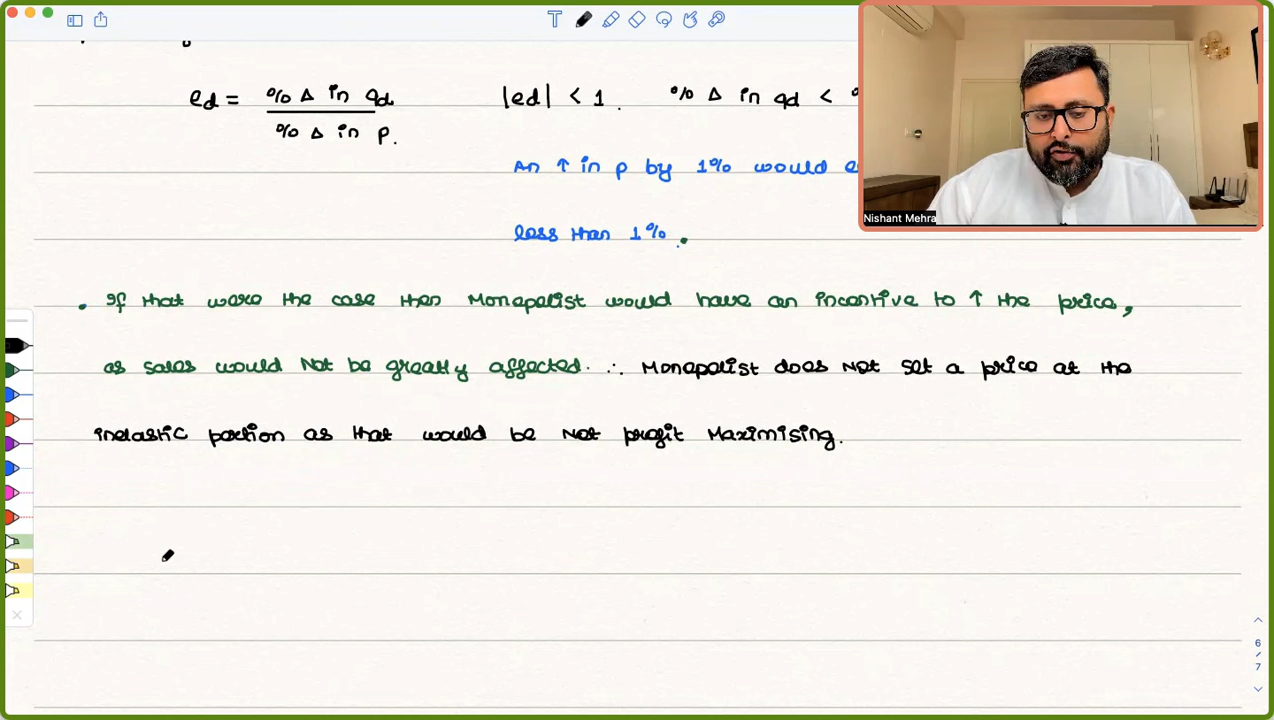 ed = % Δ in qd / % Δ in p.
|ed| < 1. % Δ in qd <
An ↑ in p by 1% would
less than 1%.
Nishant Mehra
• If that were the case then Monopolist would have an incentive to ↑ the price,
as sales would Not be greatly affected. ∴ Monopolist does Not set a price at the
inelastic portion as that would be Not profit Maximising.
6
/
7